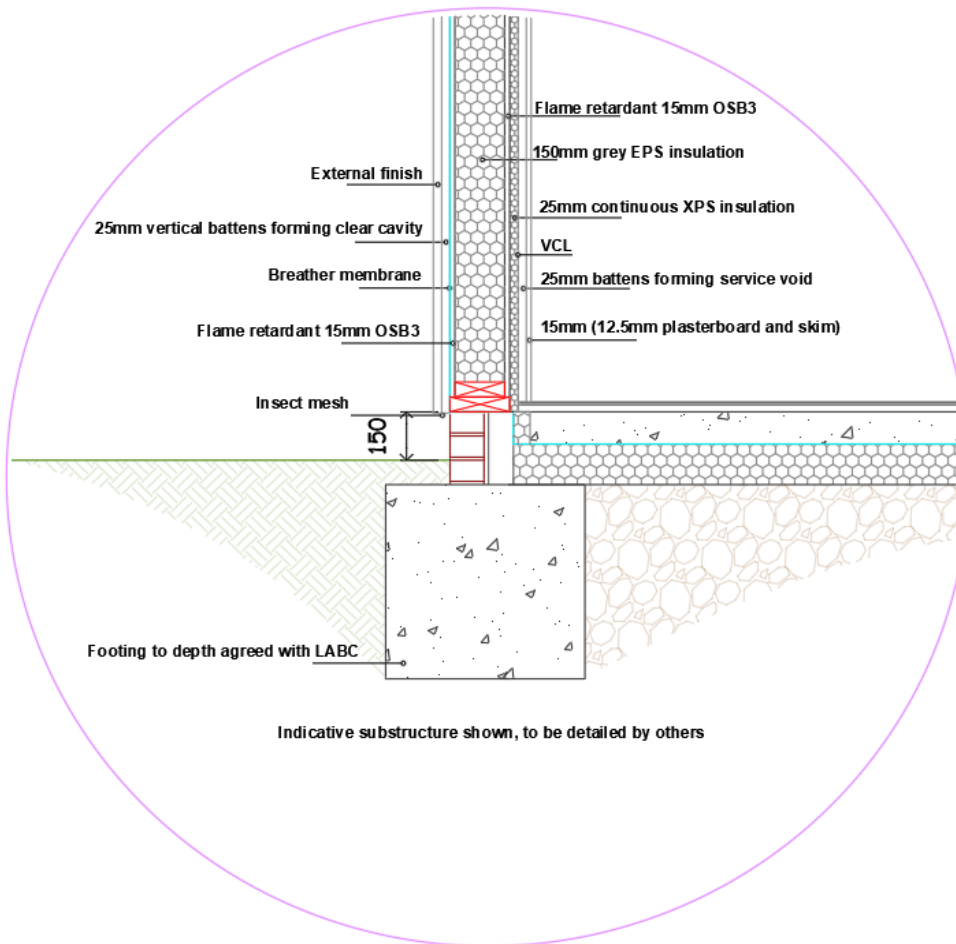 Flame retardant 15mm OSB3
150mm grey EPS insulation
External finish
25mm continuous XPS insulation
25mm vertical battens forming clear cavity
VCL
Breather membrane
25mm battens forming service void
Flame retardant 15mm OSB3
15mm (12.5mm plasterboard and skim)
Insect mesh
150
Footing to depth agreed with LABC
Indicative substructure shown, to be detailed by others